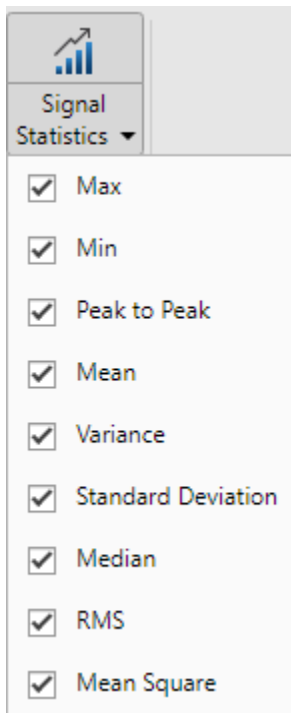 Signal
Statistics
Max
Min
Peak to Peak
Mean
Variance
Standard Deviation
Median
RMS
Mean Square